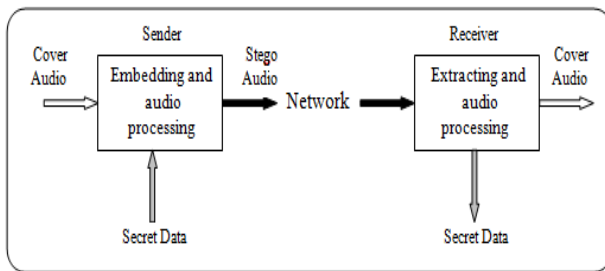 Sender
Receiver
Cover
Audio
Embedding and
audio
processing
Stego
Audio
Network
Extracting and
audio
processing
Cover
Audio
Secret Data
Secret Data